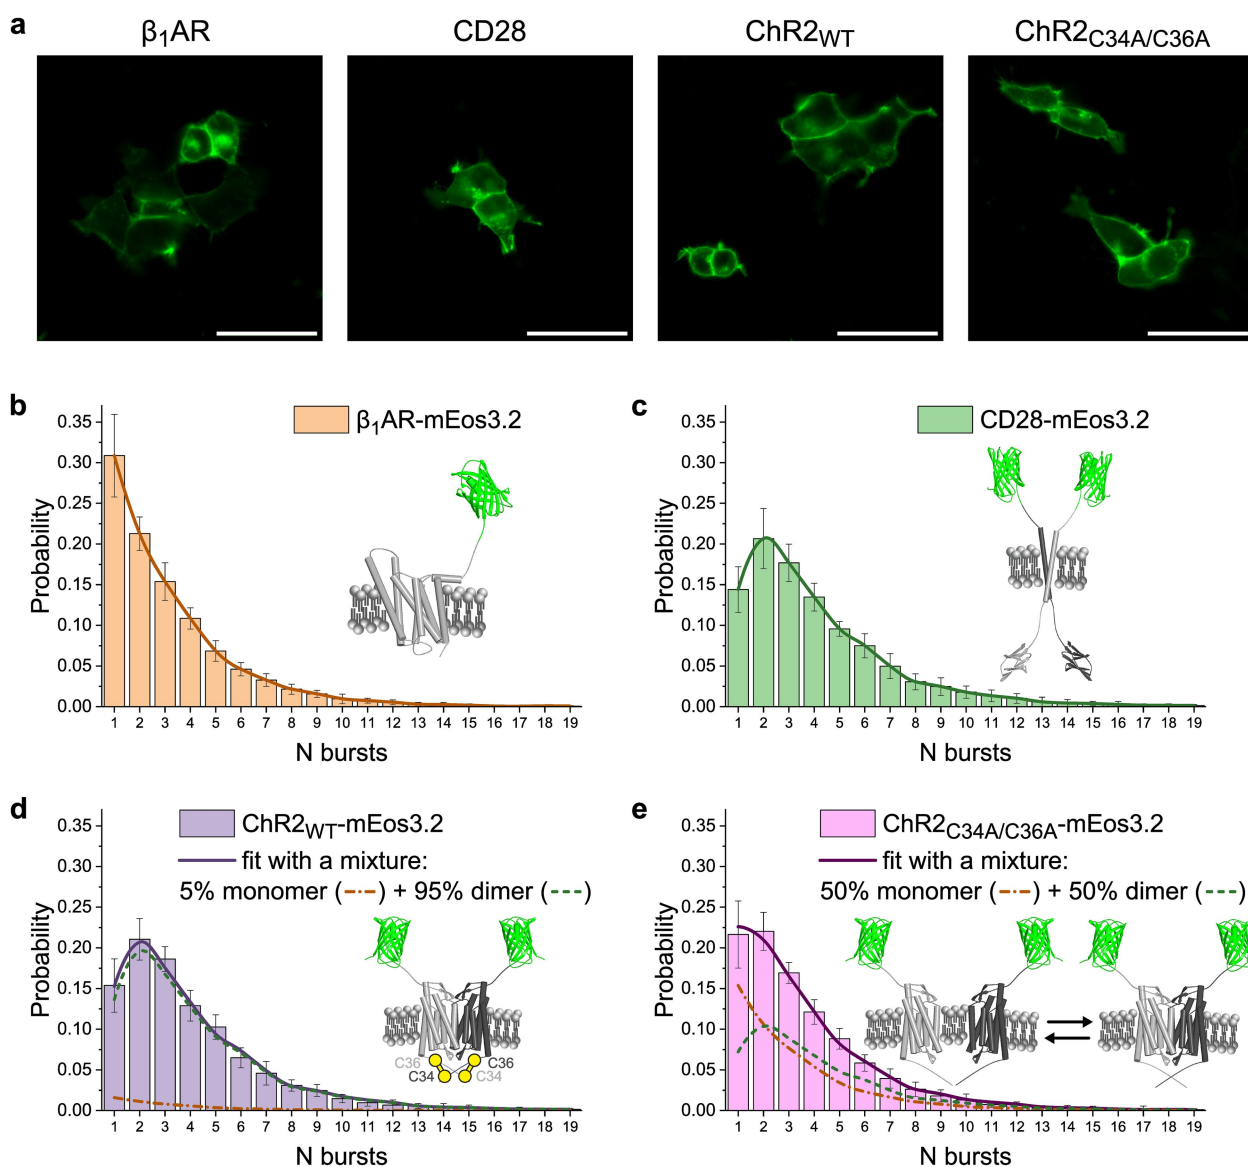 a
β₁AR
CD28
ChR2WT
ChR2C34A/C36A
b
β₁AR-mEos3.2
Probability
0.35
0.30
0.25
0.20
0.15
0.10
0.05
0.00
1 2 3 4 5 6 7 8 9 10 11 12 13 14 15 16 17 18 19
N bursts
c
CD28-mEos3.2
Probability
0.35
0.30
0.25
0.20
0.15
0.10
0.05
0.00
1 2 3 4 5 6 7 8 9 10 11 12 13 14 15 16 17 18 19
N bursts
d
ChR2WT-mEos3.2
fit with a mixture:
5% monomer ( ) + 95% dimer ( )
Probability
0.35
0.30
0.25
0.20
0.15
0.10
0.05
0.00
C36 C36
C34 C34
1 2 3 4 5 6 7 8 9 10 11 12 13 14 15 16 17 18 19
N bursts
e
ChR2C34A/C36A-mEos3.2
fit with a mixture:
50% monomer ( ) + 50% dimer ( )
Probability
0.35
0.30
0.25
0.20
0.15
0.10
0.05
0.00
1 2 3 4 5 6 7 8 9 10 11 12 13 14 15 16 17 18 19
N bursts